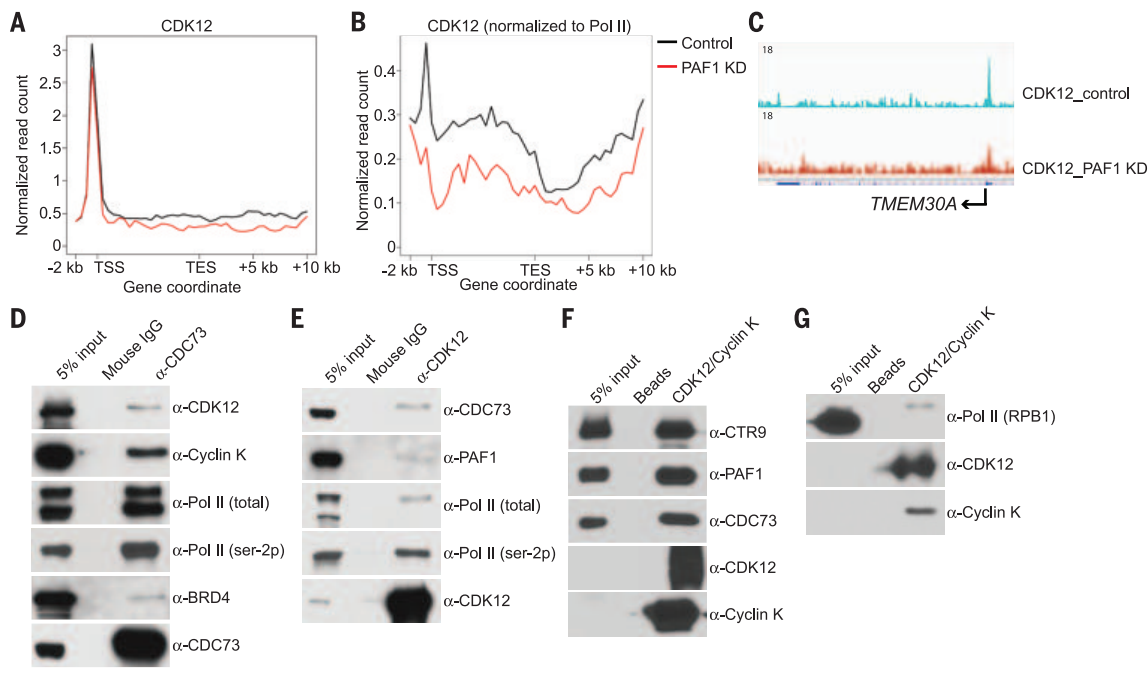 A
CDK12
Normalized read count
3
2.5
2
1.5
1
0.5
0
-2 kb TSS TES +5 kb +10 kb
Gene coordinate
B
CDK12 (normalized to Pol II)
Control
PAF1 KD
Normalized read count
0.4
0.3
0.2
0.1
0
-2 kb TSS TES +5 kb +10 kb
Gene coordinate
C
18
CDK12_control
18
CDK12_PAF1 KD
TMEM30A
D
5% input
Mouse IgG
α-CDC73
α-CDK12
α-Cyclin K
α-Pol II (total)
α-Pol II (ser-2p)
α-BRD4
α-CDC73
E
5% input
Mouse IgG
α-CDK12
α-CDC73
α-PAF1
α-Pol II (total)
α-Pol II (ser-2p)
α-CDK12
F
5% input
Beads
CDK12/Cyclin K
α-CTR9
α-PAF1
α-CDC73
α-CDK12
α-Cyclin K
G
5% input
Beads
CDK12/Cyclin K
α-Pol II (RPB1)
α-CDK12
α-Cyclin K